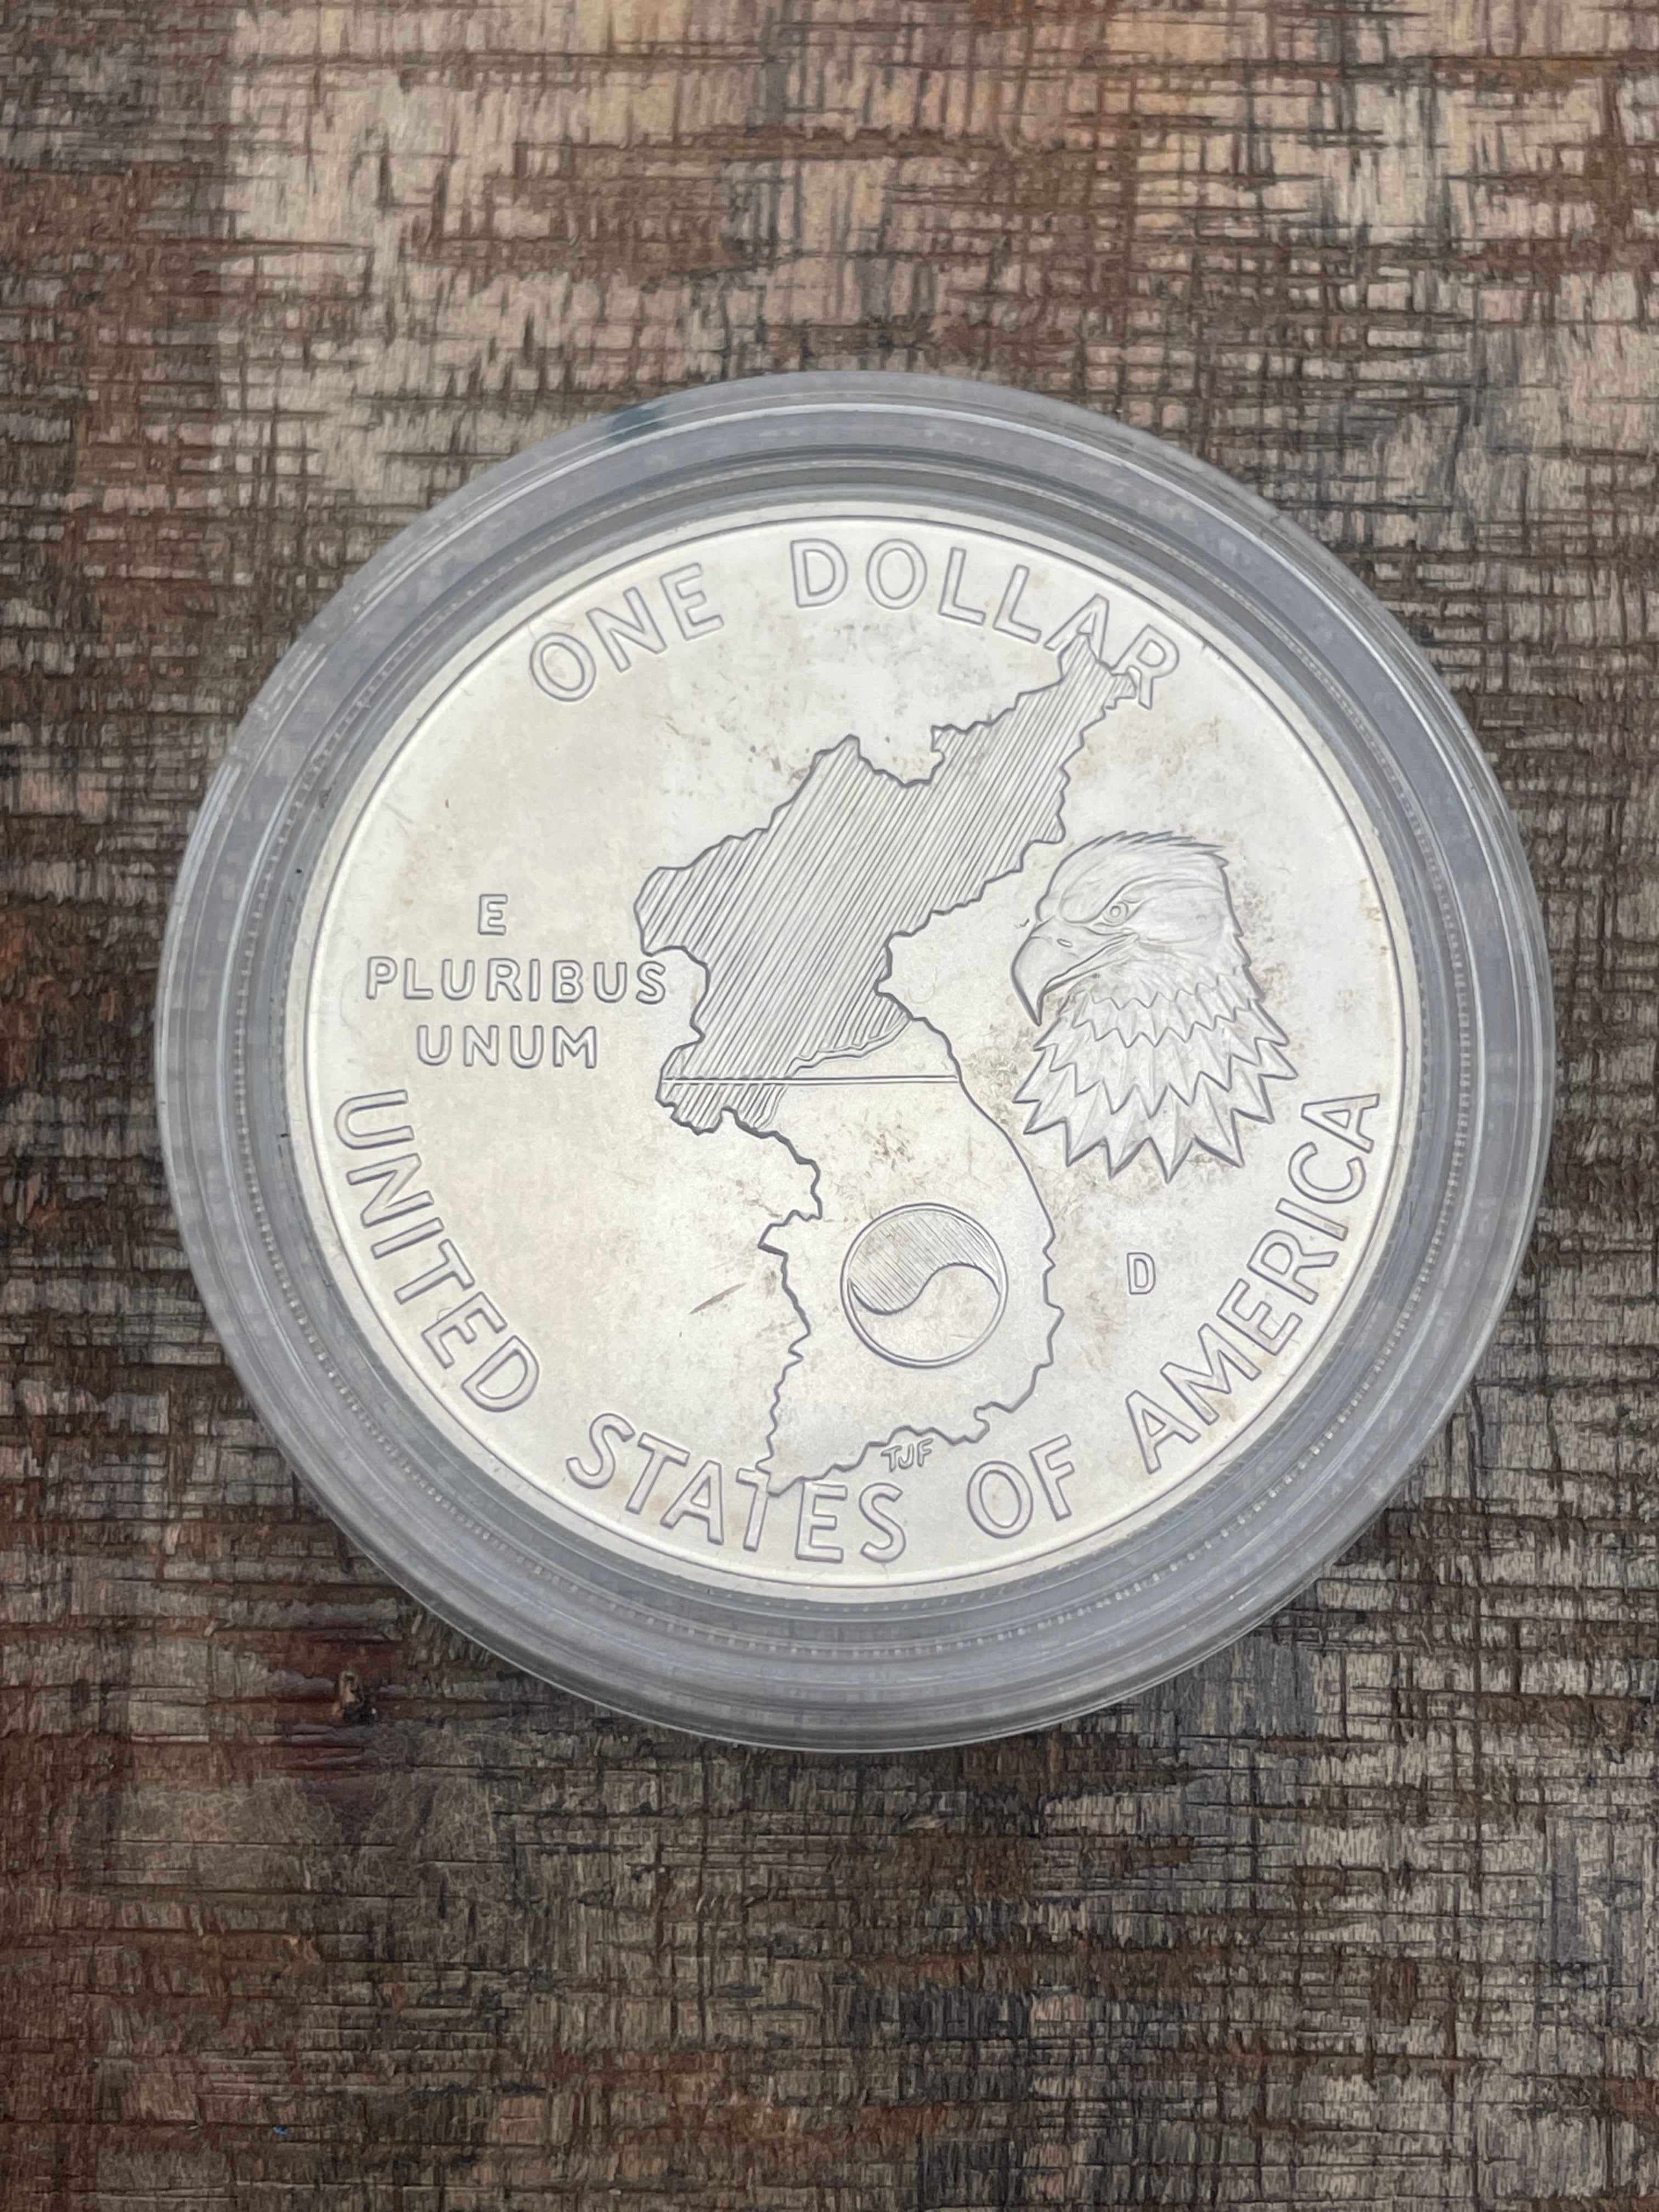 ONE DOLLAR
E
PLURIBUS
UNUM
D
TJF
UNITED STATES OF AMERICA